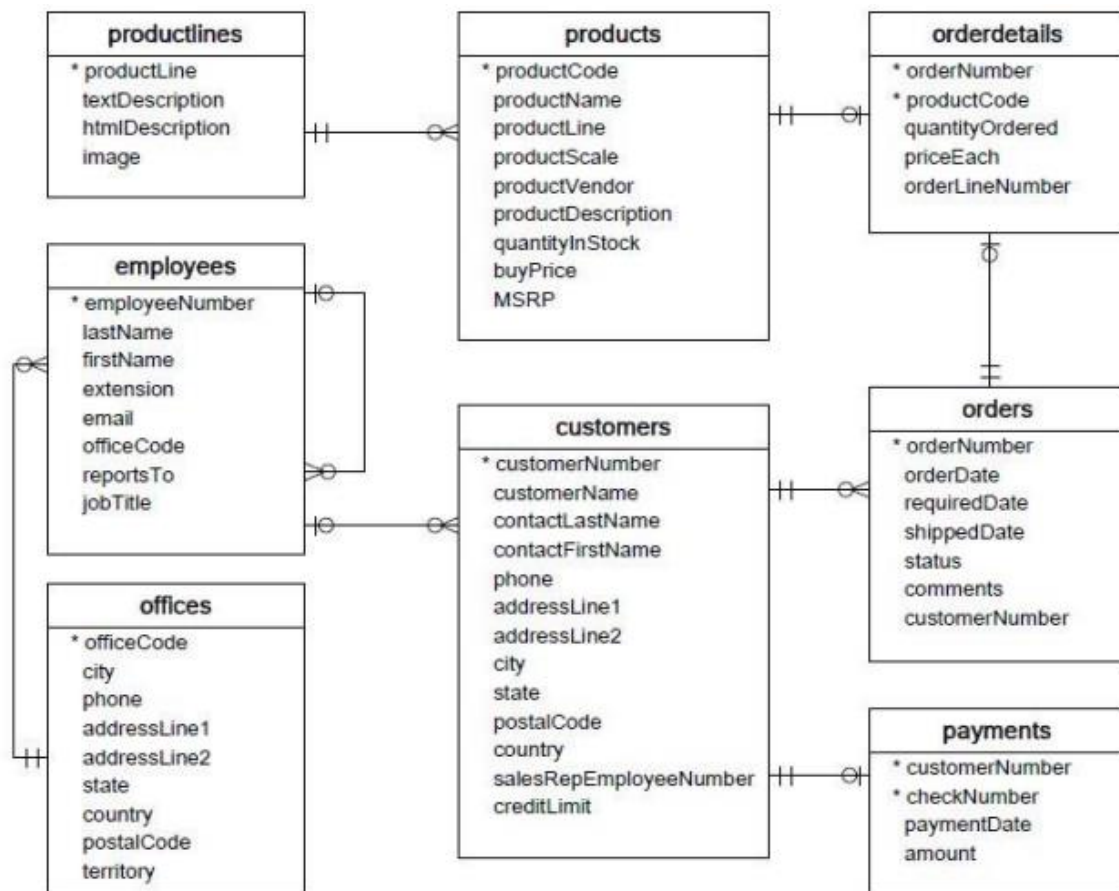 productlines
* productLine
textDescription
htmlDescription
image
products
* productCode
productName
productLine
productScale
productVendor
productDescription
quantityInStock
buyPrice
MSRP
orderdetails
* orderNumber
* productCode
quantityOrdered
priceEach
orderLineNumber
employees
* employeeNumber
lastName
firstName
extension
email
officeCode
reportsTo
jobTitle
customers
* customerNumber
customerName
contactLastName
contactFirstName
phone
addressLine1
addressLine2
city
state
postalCode
country
salesRepEmployeeNumber
creditLimit
orders
* orderNumber
orderDate
requiredDate
shippedDate
status
comments
customerNumber
offices
* officeCode
city
phone
addressLine1
addressLine2
state
country
postalCode
territory
payments
* customerNumber
* checkNumber
paymentDate
amount